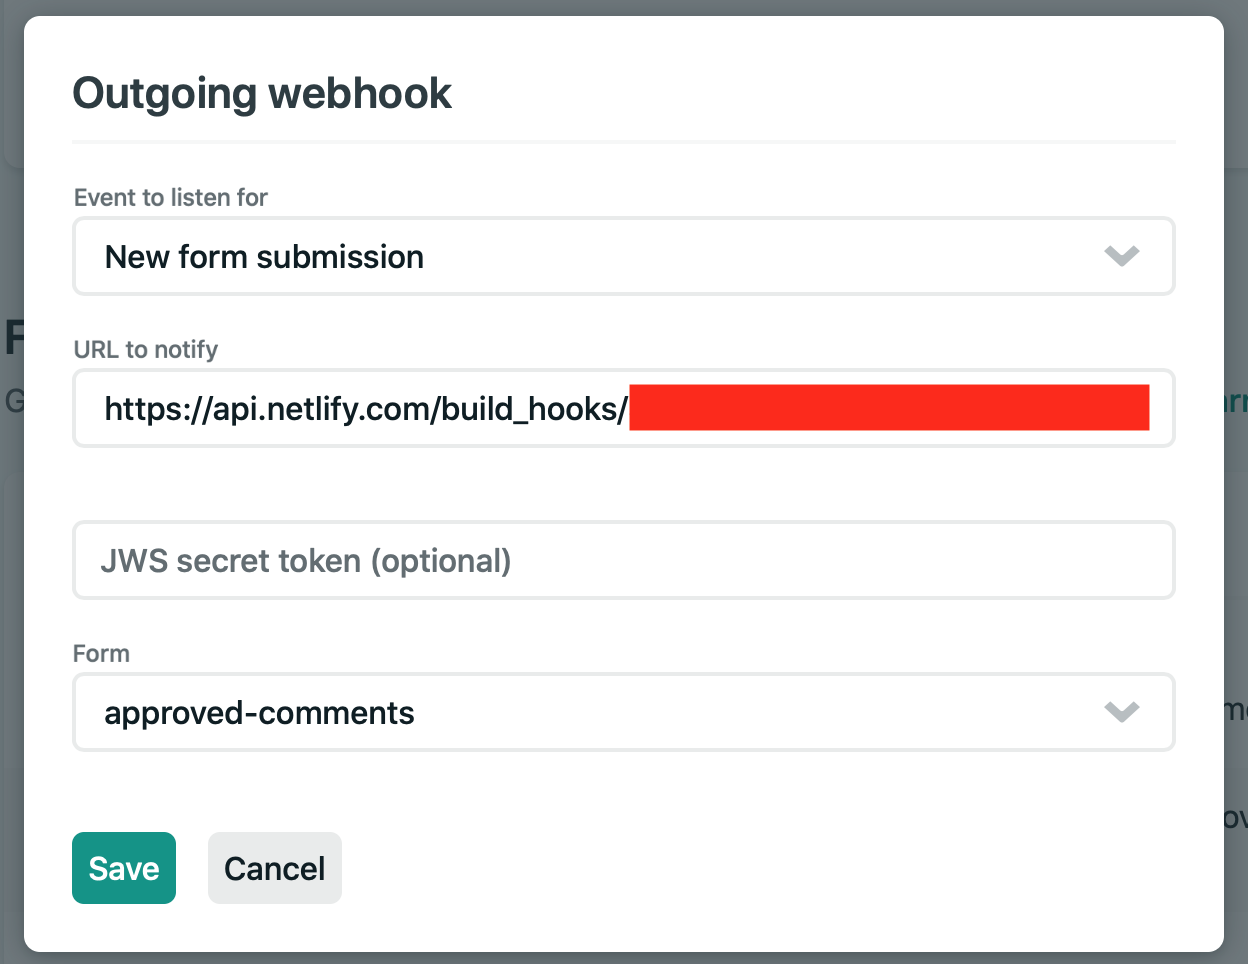 Outgoing webhook
Event to listen for
New form submission
URL to notify
https://api.netlify.com/build_hooks/
JWS secret token (optional)
Form
approved-comments
Save Cancel